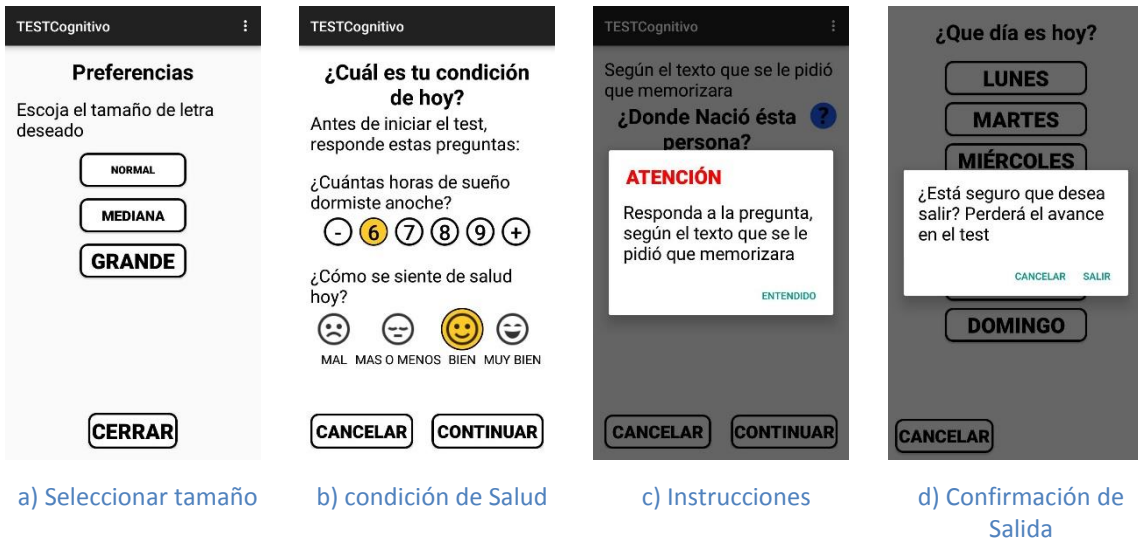 TESTCognitivo
Preferencias
Escoja el tamaño de letra
deseado
NORMAL
MEDIANA
GRANDE
CERRAR
a) Seleccionar tamaño
TESTCognitivo
¿Cuál es tu condición
de hoy?
Antes de iniciar el test,
responde estas preguntas:
¿Cuántas horas de sueño
dormiste anoche?
- 6 7 8 9 +
¿Cómo se siente de salud
hoy?
MAL MAS O MENOS BIEN MUY BIEN
CANCELAR CONTINUAR
b) condición de Salud
TESTCognitivo
Según el texto que se le pidió
que memorizara
¿Donde Nació ésta ?
persona?
ATENCIÓN
Responda a la pregunta,
según el texto que se le
pidió que memorizara
ENTENDIDO
CANCELAR CONTINUAR
c) Instrucciones
¿Que día es hoy?
LUNES
MARTES
MIÉRCOLES
¿Está seguro que desea
salir? Perderá el avance
en el test
CANCELAR SALIR
DOMINGO
CANCELAR
d) Confirmación de
Salida